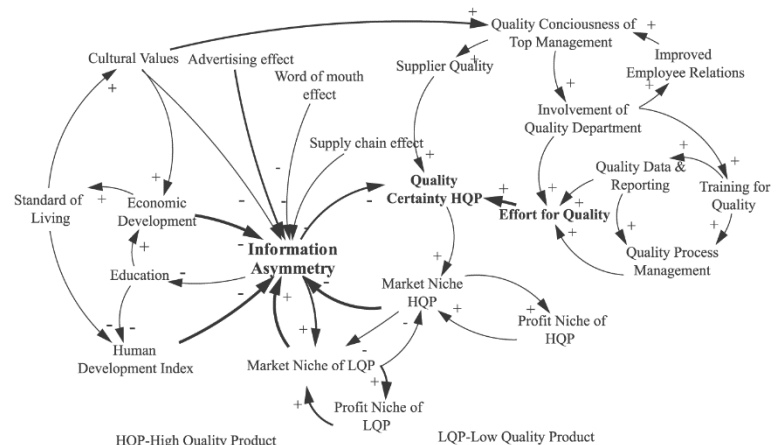 Quality Conciousness of
Top Management
Cultural Values
Advertising effect
Improved
Employee Relations
Supplier Quality
Word of mouth
effect
Involvement of
Quality Department
Supply chain effect
Quality
Certainty HQP
Quality Data &
Reporting
Training for
Quality
Standard of
Living
Economic
Development
Effort for Quality
Information
Asymmetry
Quality Process
Management
Education
Market Niche
HQP
Profit Niche of
HQP
Human
Development Index
Market Niche of LQP
Profit Niche of
LQP
HQP-High Quality Product
LQP-Low Quality Product